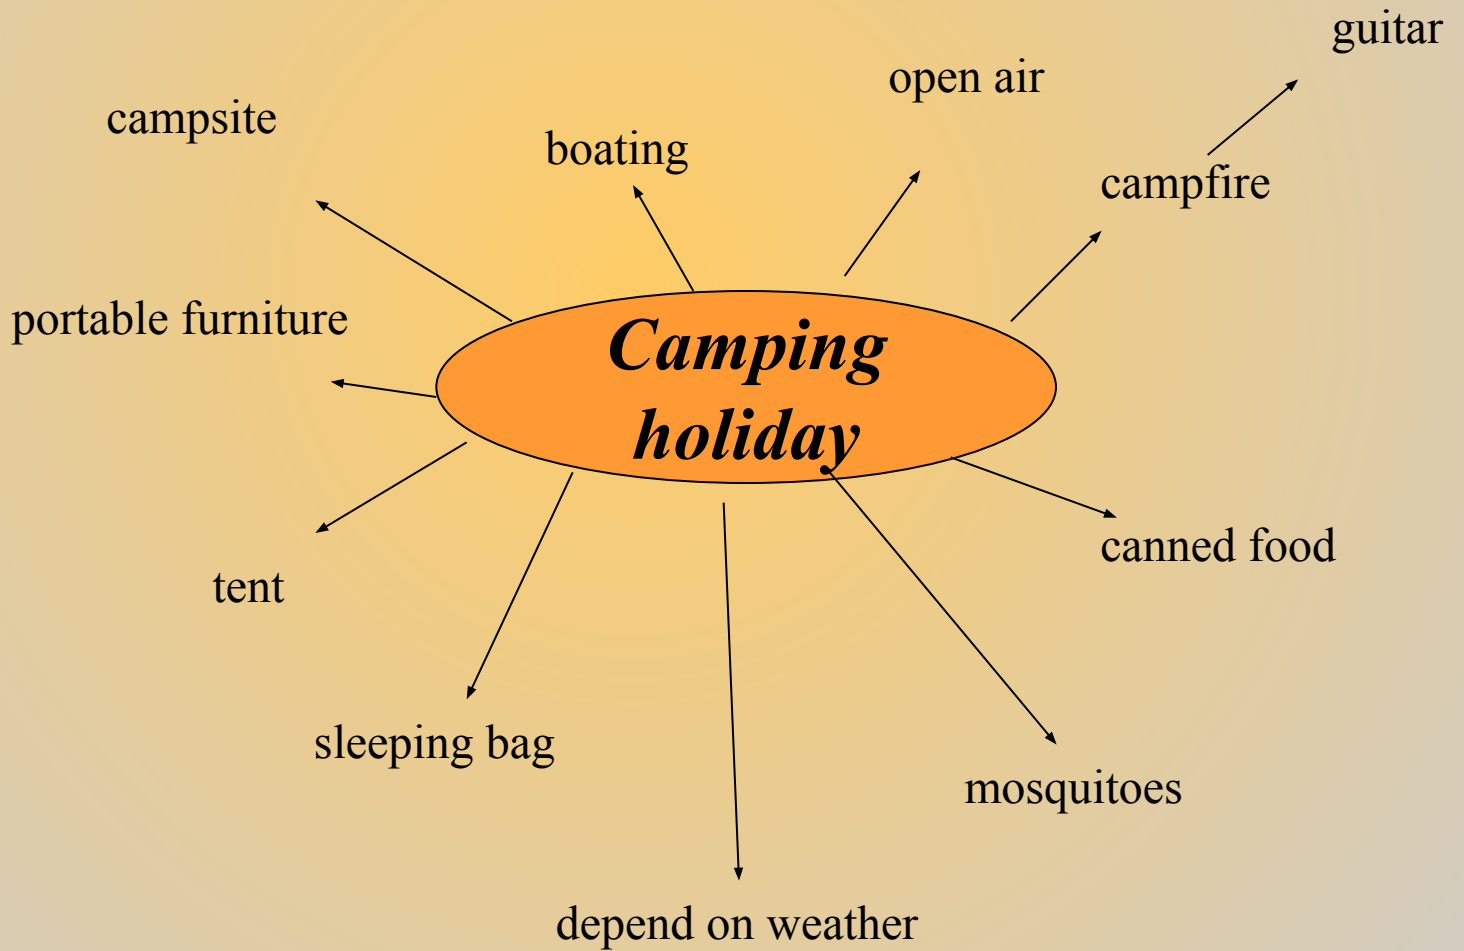 guitar
open air
campsite
boating
campfire
portable furniture
Camping
holiday
canned food
tent
sleeping bag
mosquitoes
depend on weather